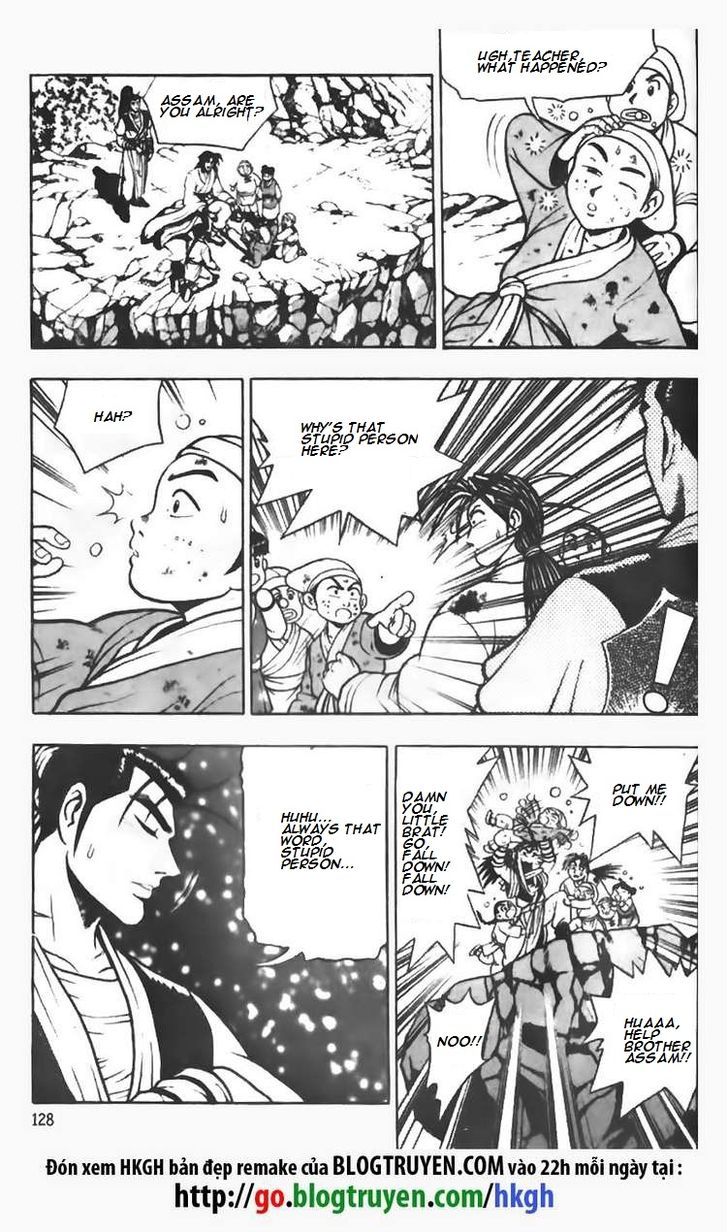 ASSAM, ARE
YOU ALRIGHT?
UGH,TEACHER,
WHAT HAPPENED?
HAH?
WHY'S THAT
STUPID PERSON
HERE?
!
HUHU...
ALWAYS THAT
WORD,
STUPID
PERSON...
DAMN
YOU,
LITTLE
BRAT!
GO,
FALL
DOWN!
FALL
DOWN!
PUT ME
DOWN!!
NOO!!
HUAAA,
HELP
BROTHER
ASSAM!!
128
Đón xem HKGH bản đẹp remake của BLOGTRUYEN.COM vào 22h mỗi ngày tại :
http://go.blogtruyen.com/hkgh